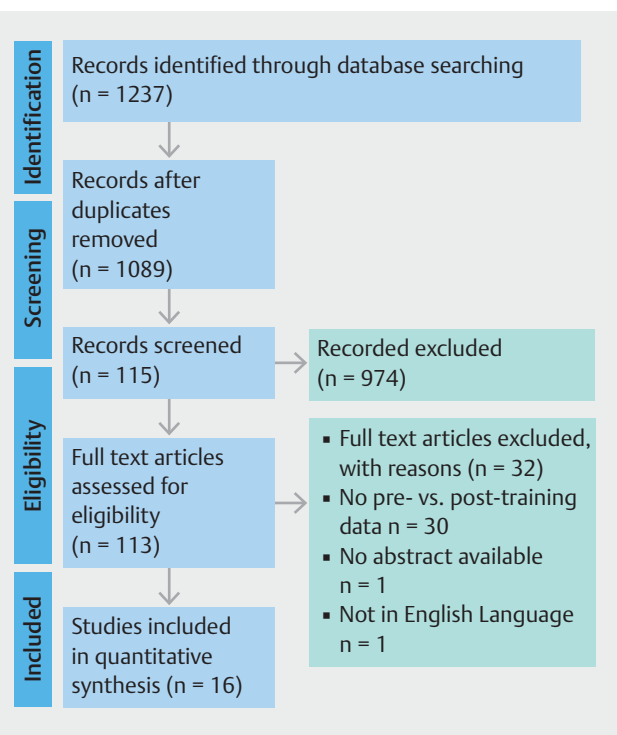 Identification
Records identified through database searching
(n = 1237)
Records after
duplicates
removed
(n = 1089)
Screening
Records screened
(n = 115)
Recorded excluded
(n = 974)
Eligibility
Full text articles
assessed for
eligibility
(n = 113)
▪ Full text articles excluded,
with reasons (n = 32)
▪ No pre- vs. post-training
data n = 30
▪ No abstract available
n = 1
▪ Not in English Language
n = 1
Included
Studies included
in quantitative
synthesis (n = 16)